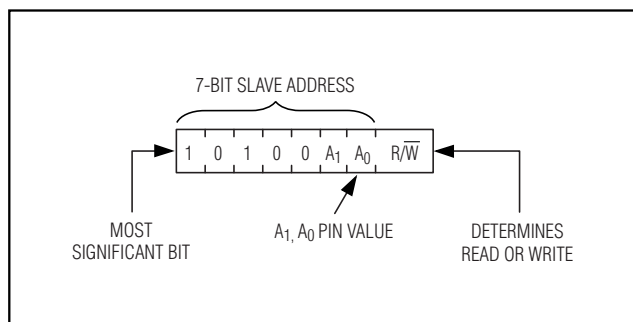 7-BIT SLAVE ADDRESS
1 0 1 0 0 A1 A0 R/W̅
MOST
SIGNIFICANT BIT
A1, A0 PIN VALUE
DETERMINES
READ OR WRITE